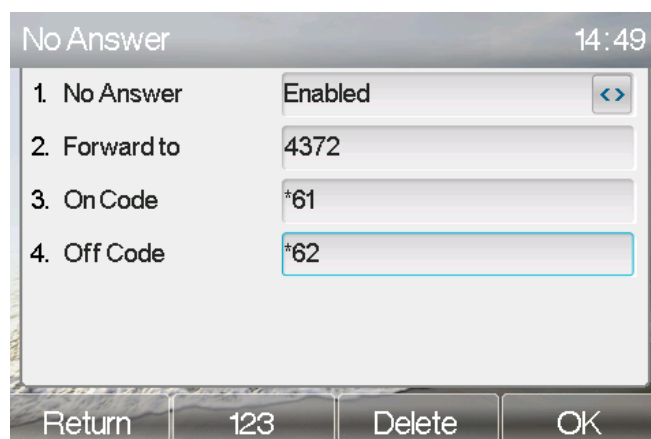 No Answer 14:49
1. No Answer Enabled
2. Forward to 4372
3. On Code *61
4. Off Code *62
Return 123 Delete OK